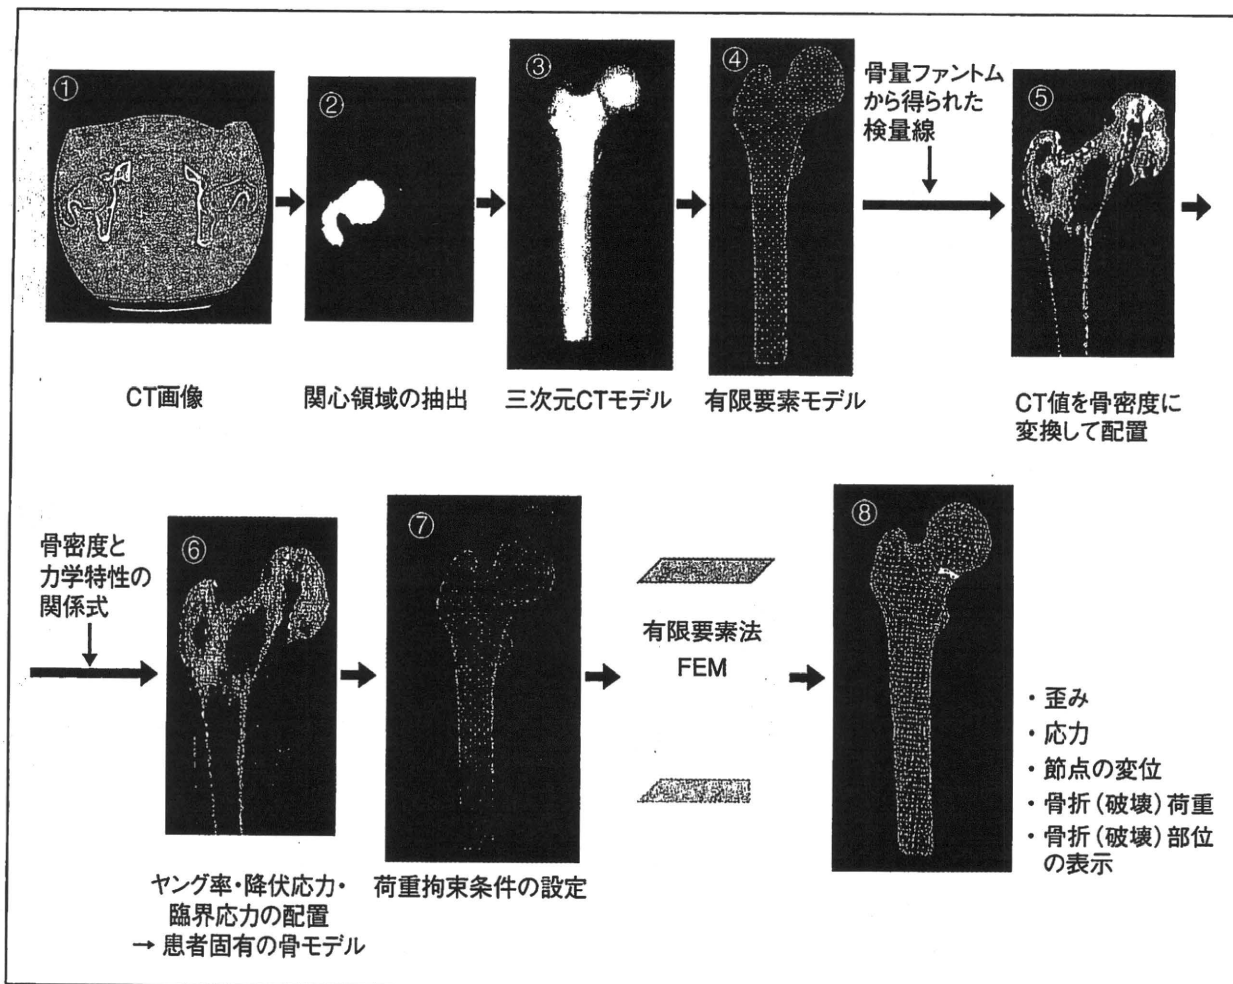 ①
②
③
④
骨量ファントム
から得られた
検量線
⑤
CT画像
関心領域の抽出
三次元CTモデル
有限要素モデル
CT値を骨密度に
変換して配置
骨密度と
力学特性の
関係式
⑥
⑦
有限要素法
FEM
⑧
・歪み
・応力
・節点の変位
・骨折(破壊)荷重
・骨折(破壊)部位
の表示
ヤング率・降伏応力・
臨界応力の配置
→ 患者固有の骨モデル
荷重拘束条件の設定